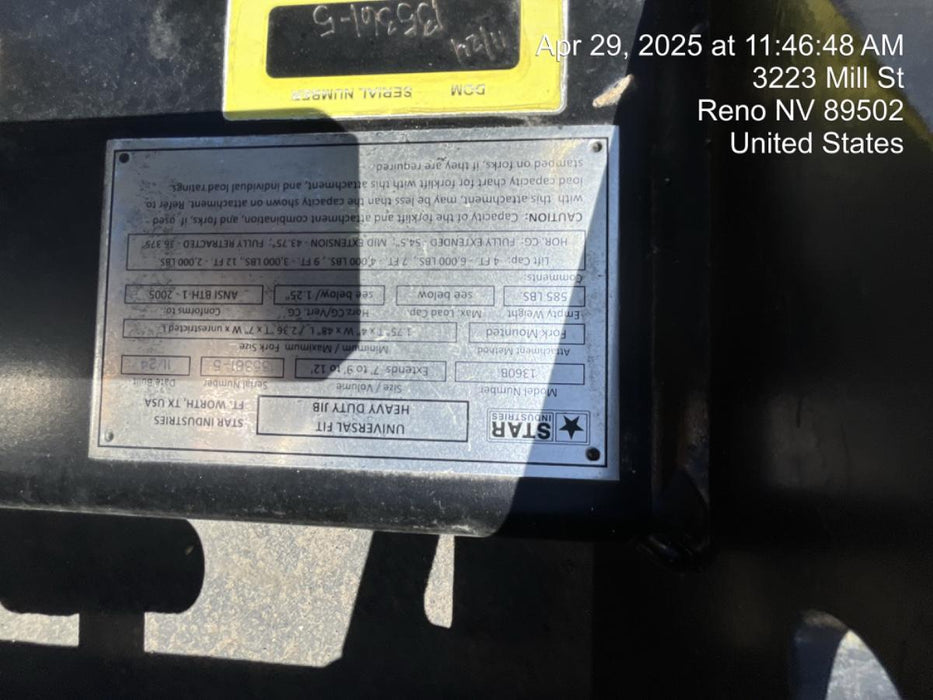 Apr 29, 2025 at 11:46:48 AM
3223 Mill St
Reno NV 89502
United States
DOM SERIAL NUMBER
11/24 135361-5
STAR INDUSTRIES
UNIVERSAL FIT
HEAVY DUTY JIB
STAR INDUSTRIES
FT. WORTH, TX USA
Model Number Size / Volume Serial Number Date Built
1360B Extends 7' to 9' to 12' 135361-5 11/24
Attachment Method Minimum / Maximum Fork Size
Fork Mounted 1.75" T x 4" W x 48" L / 2.36" T x 7" W x unrestricted L
Empty Weight Max. Load Cap. Horz.CG/Vert. CG Conforms to:
585 LBS see below see below/ 1.25" ANSI BTH-1 - 2005
Comments:
Lift Cap: 4 FT - 6,000 LBS, 7 FT - 4,000 LBS, 9 FT - 3,000 LBS, 12 FT - 2,000 LBS
HOR. CG: FULLY EXTENDED - 54.5"; MID EXTENSION - 43.75"; FULLY RETRACTED - 36.375"
CAUTION: Capacity of the forklift and attachment combination, and forks, if used
with this attachment, may be less than the capacity shown on attachment. Refer to
load capacity chart for forklift with this attachment, and individual load ratings
stamped on forks, if they are required.